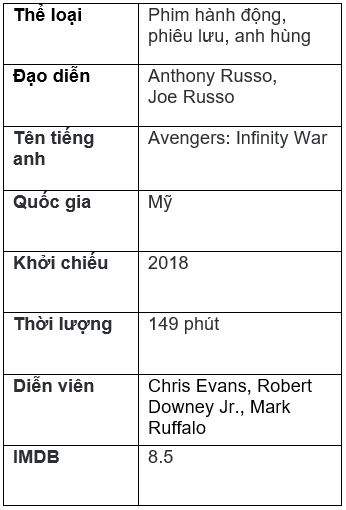 Thể loại
Phim hành động,
phiêu lưu, anh hùng
Đạo diễn
Anthony Russo,
Joe Russo
Tên tiếng
anh
Avengers: Infinity War
Quốc gia
Mỹ
Khởi chiếu
2018
Thời lượng
149 phút
Diễn viên
Chris Evans, Robert
Downey Jr., Mark
Ruffalo
IMDB
8.5